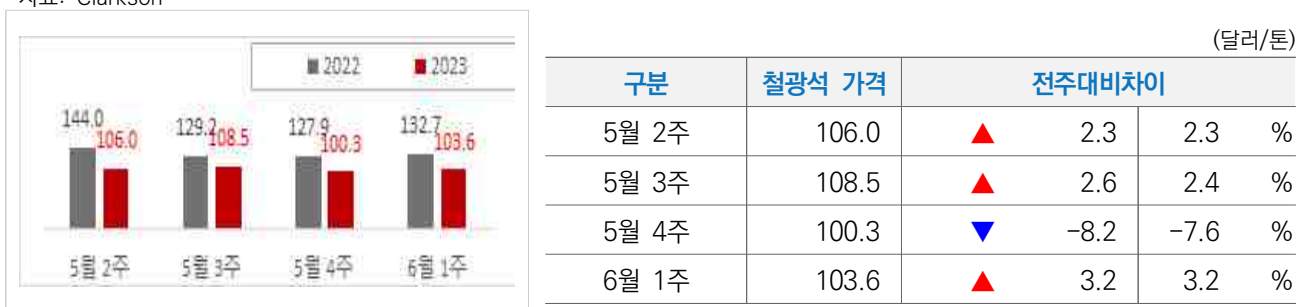 자료: Clarkson
■ 2022 ■ 2023
144.0 106.0 129.2 108.5 127.9 100.3 132.7 103.6
5월 2주 5월 3주 5월 4주 6월 1주
(달러/톤)
구분 철광석 가격 전주대비차이
5월 2주 106.0 ▲ 2.3 2.3 %
5월 3주 108.5 ▲ 2.6 2.4 %
5월 4주 100.3 ▼ -8.2 -7.6 %
6월 1주 103.6 ▲ 3.2 3.2 %